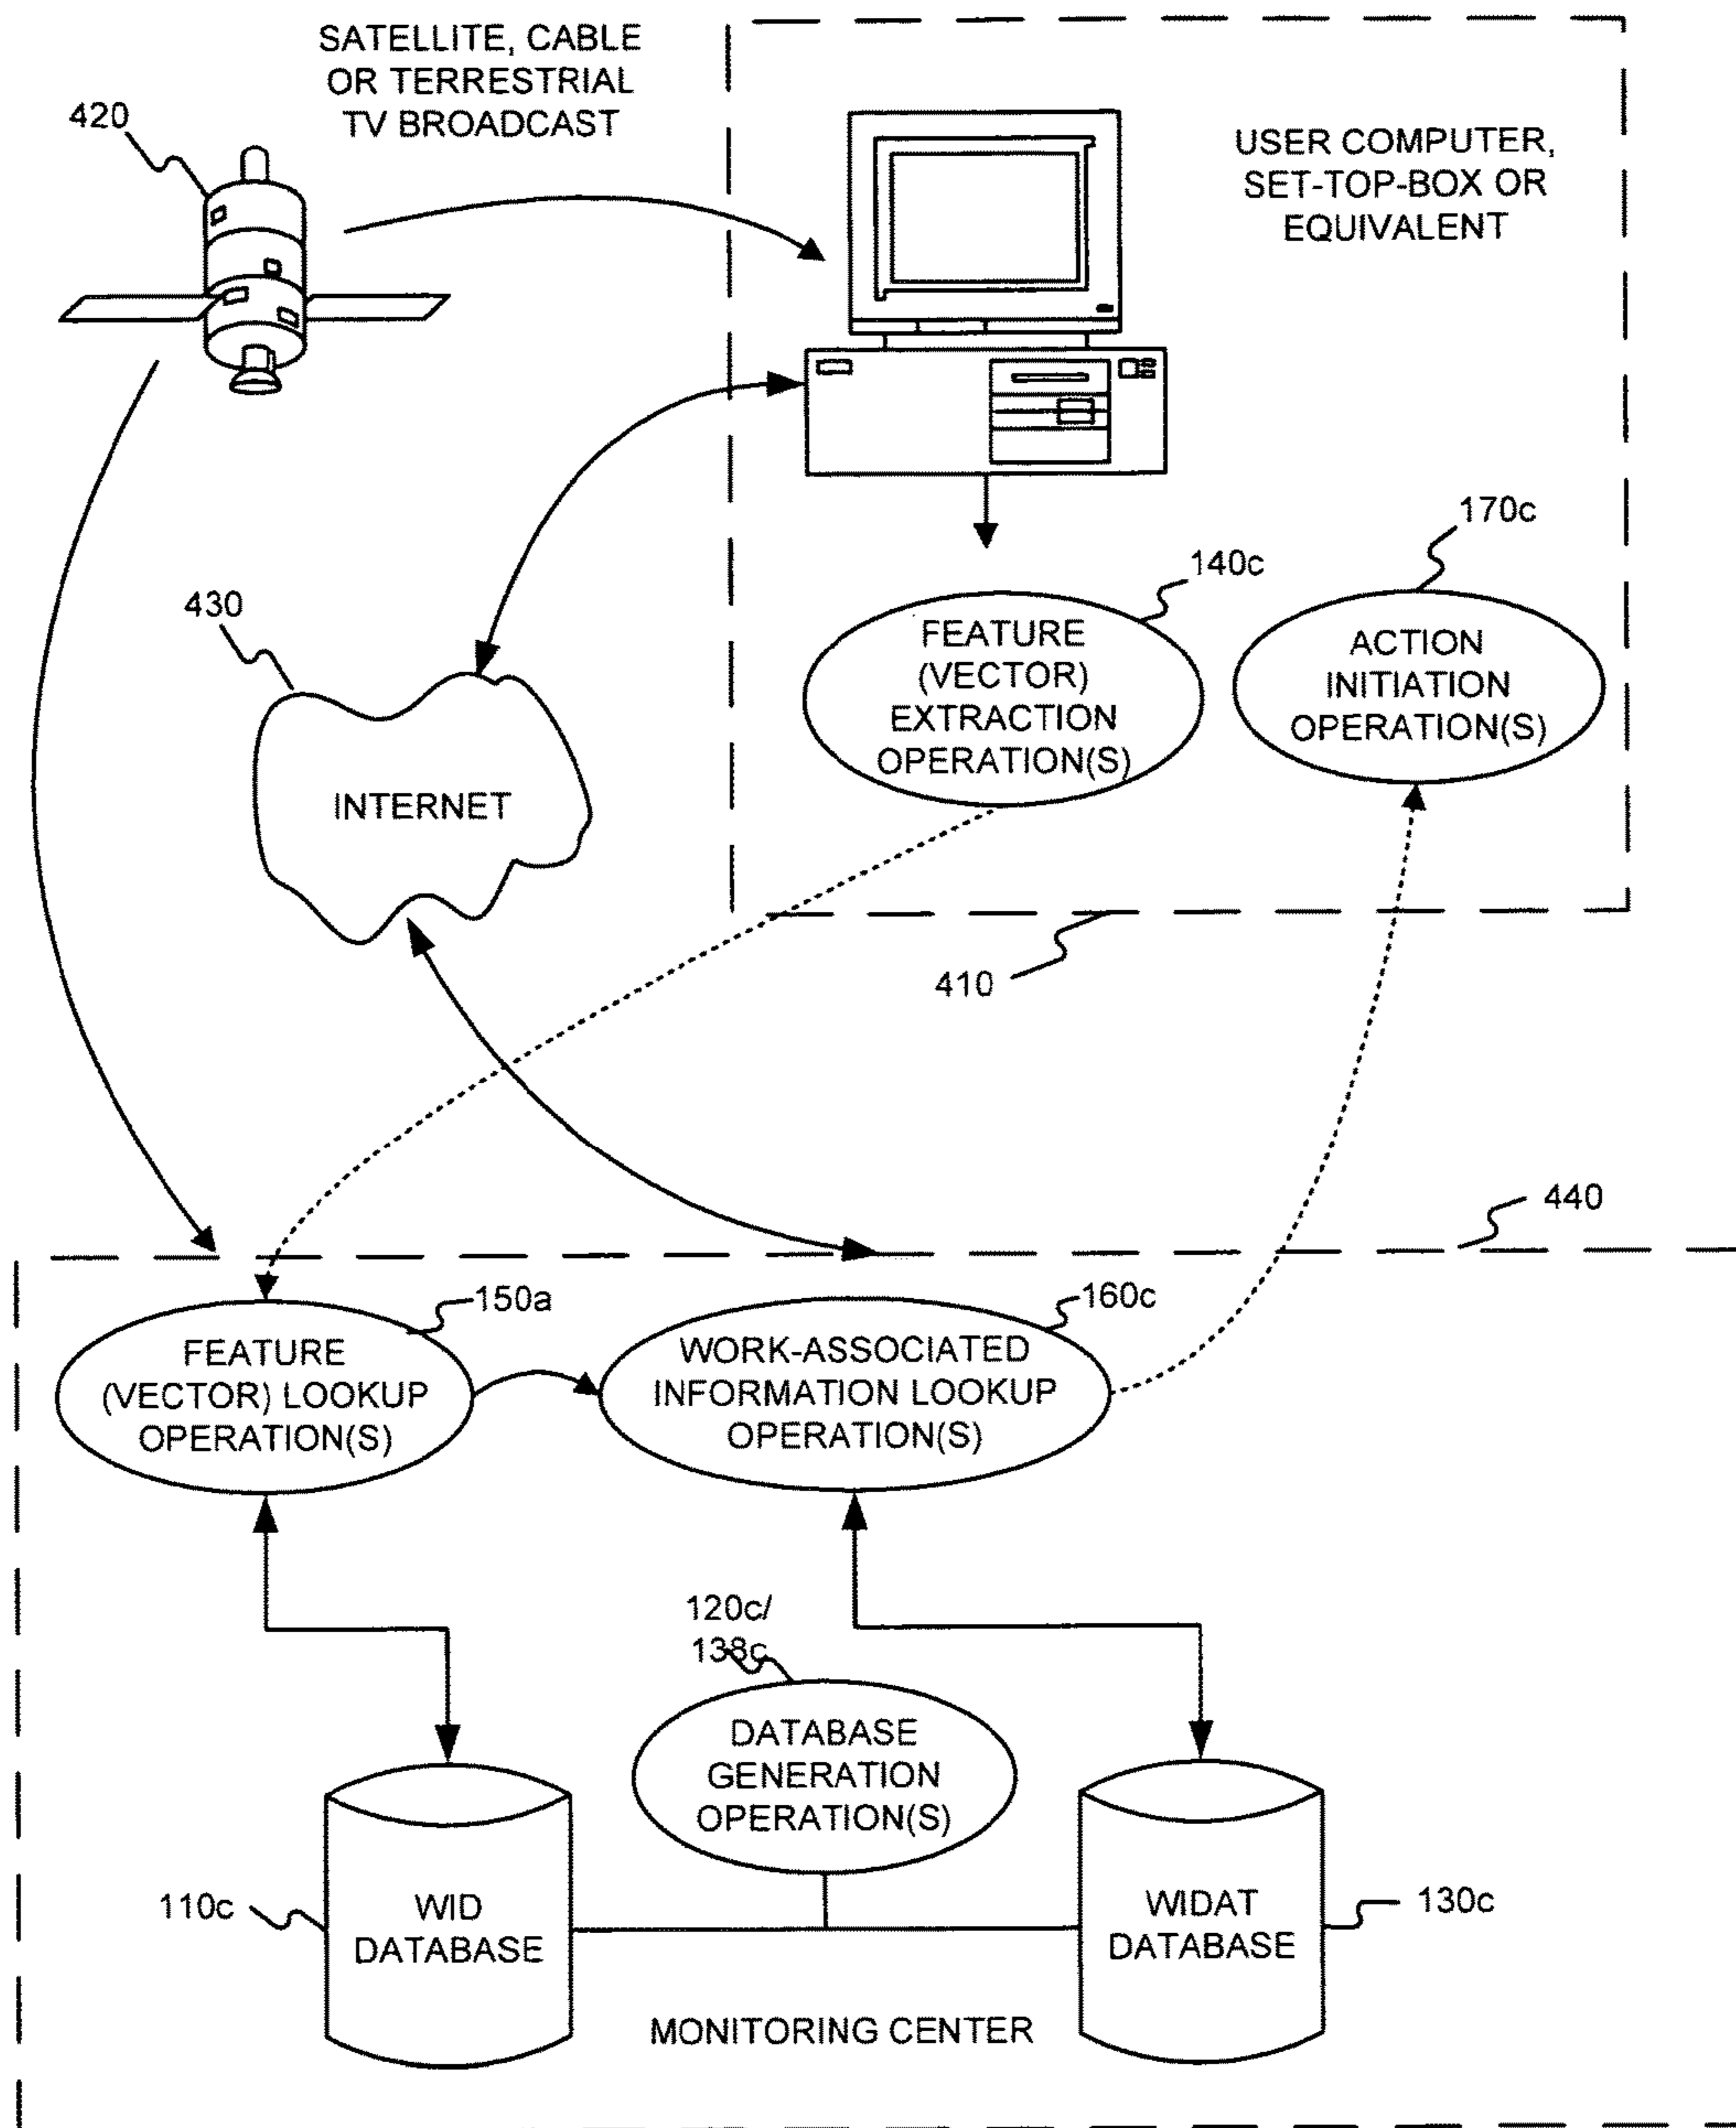 SATELLITE, CABLE
OR TERRESTRIAL
TV BROADCAST
420
USER COMPUTER,
SET-TOP-BOX OR
EQUIVALENT
170c
140c
430
FEATURE
(VECTOR)
EXTRACTION
OPERATION(S)
ACTION
INITIATION
OPERATION(S)
INTERNET
410
440
150a
160c
FEATURE
(VECTOR) LOOKUP
OPERATION(S)
WORK-ASSOCIATED
INFORMATION LOOKUP
OPERATION(S)
120c/
138c
DATABASE
GENERATION
OPERATION(S)
110c
WID
DATABASE
WIDAT
DATABASE
130c
MONITORING CENTER